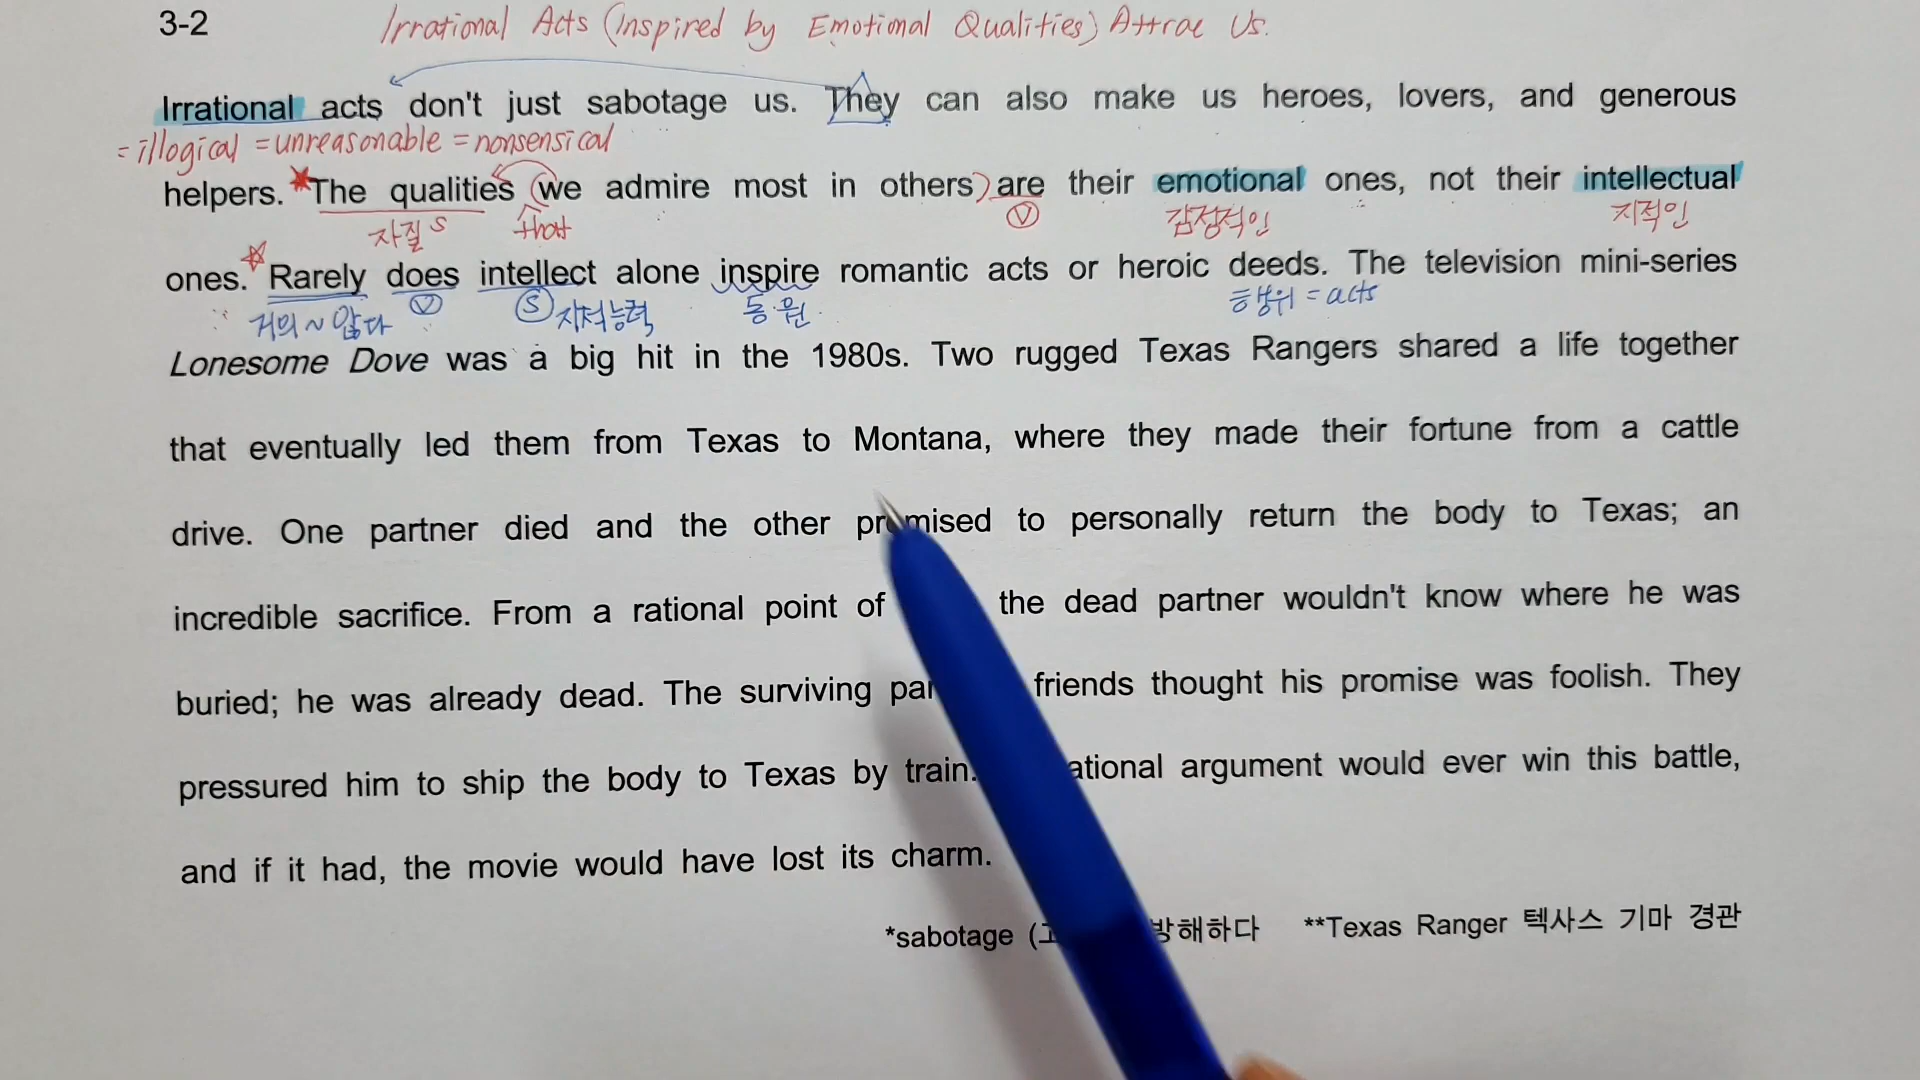 3-2 Irrational Acts (Inspired by Emotional Qualities) Attrac Us.
Irrational acts don't just sabotage us. They can also make us heroes, lovers, and generous
= illogical = unreasonable = nonsensical
helpers. The qualities (we admire most in others) are their emotional ones, not their intellectual
자질s that V 감정적인 지적인
ones. Rarely does intellect alone inspire romantic acts or heroic deeds. The television mini-series
거의~않다 V S 지적능력 동원 행위 = acts
Lonesome Dove was a big hit in the 1980s. Two rugged Texas Rangers shared a life together
that eventually led them from Texas to Montana, where they made their fortune from a cattle
drive. One partner died and the other promised to personally return the body to Texas; an
incredible sacrifice. From a rational point of the dead partner wouldn't know where he was
buried; he was already dead. The surviving friends thought his promise was foolish. They
pressured him to ship the body to Texas by train. argument would ever win this battle,
and if it had, the movie would have lost its charm.
*sabotage 방해하다 **Texas Ranger 텍사스 기마 경관